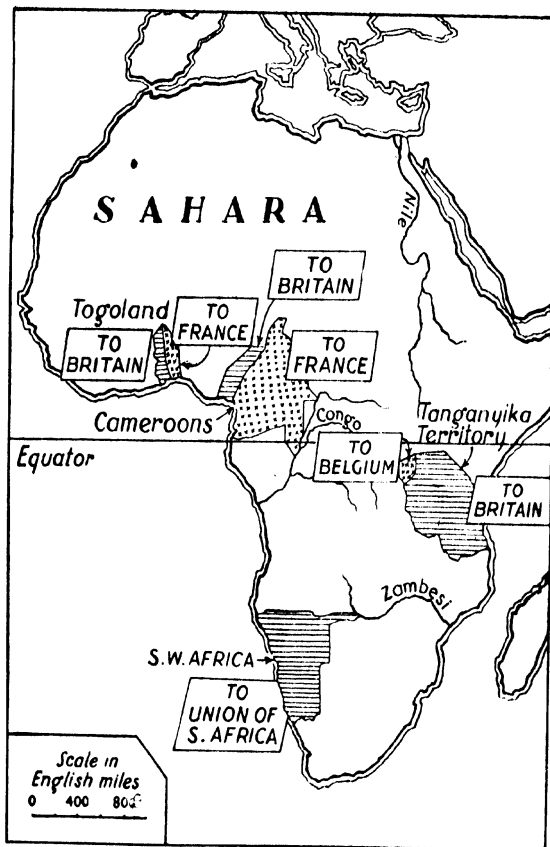 SAHARA
Nile
TO
BRITAIN
Togoland
TO
FRANCE
TO
BRITAIN
TO
FRANCE
Cameroons
Congo
Tanganyika
Territory
Equator
TO
BELGIUM
TO
BRITAIN
Zambesi
S.W. AFRICA
TO
UNION OF
S. AFRICA
Scale in
English miles
0 400 800